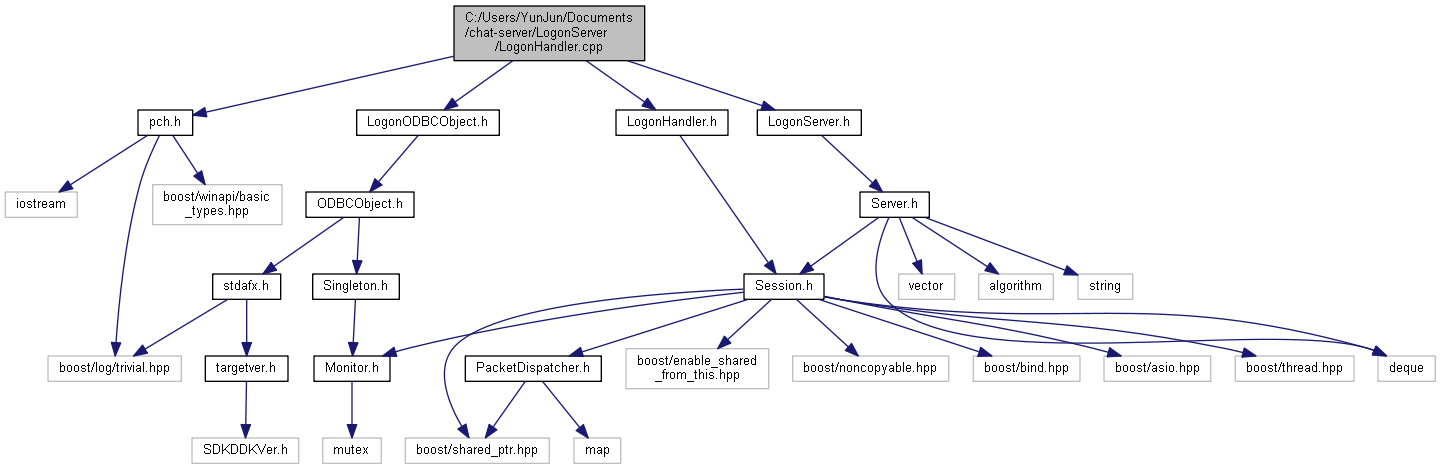 C:/Users/YunJun/Documents
/chat-server/LogonServer
/LogonHandler.cpp
pch.h
LogonODBCObject.h
LogonHandler.h
LogonServer.h
iostream
boost/winapi/basic
_types.hpp
ODBCObject.h
Server.h
stdafx.h
Singleton.h
Session.h
vector
algorithm
string
boost/log/trivial.hpp
targetver.h
Monitor.h
PacketDispatcher.h
boost/enable_shared
_from_this.hpp
boost/noncopyable.hpp
boost/bind.hpp
boost/asio.hpp
boost/thread.hpp
deque
SDKDDKVer.h
mutex
boost/shared_ptr.hpp
map